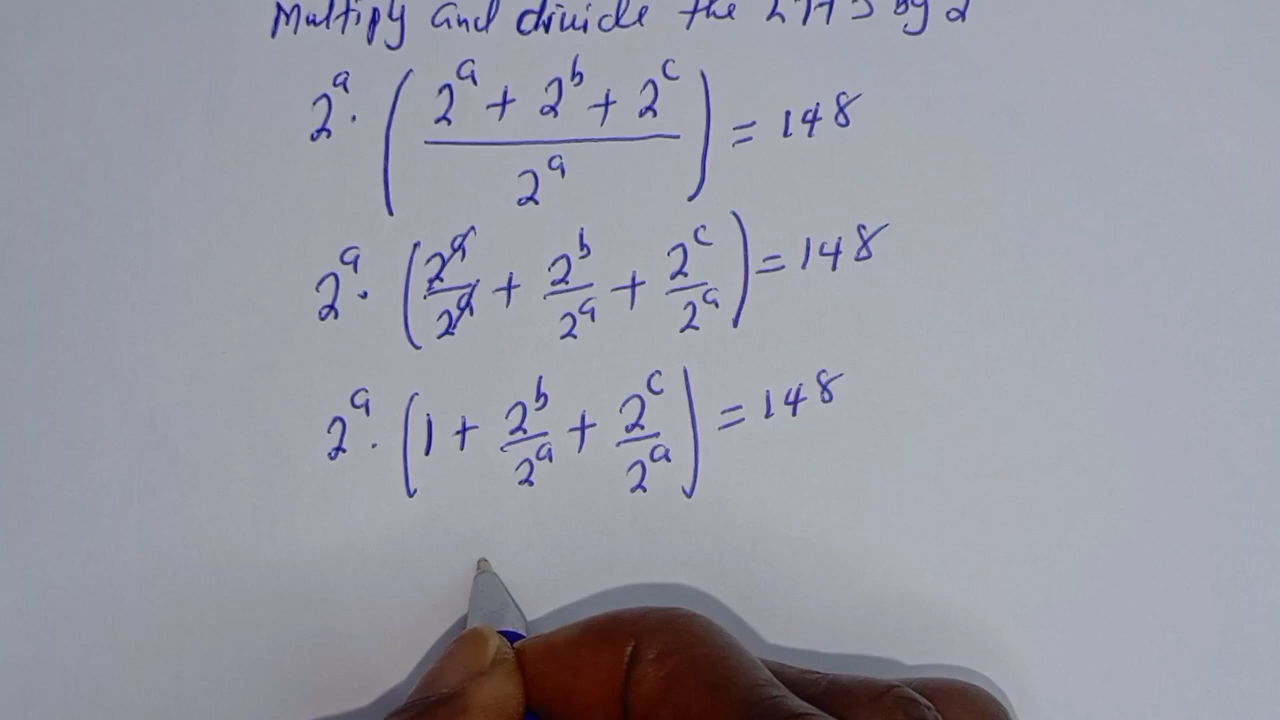 Multiply and divide the LHS by 2
2^a · ( (2^a + 2^b + 2^c) / 2^a ) = 148
2^a · ( 2^a/2^a + 2^b/2^a + 2^c/2^a ) = 148
2^a · ( 1 + 2^b/2^a + 2^c/2^a ) = 148